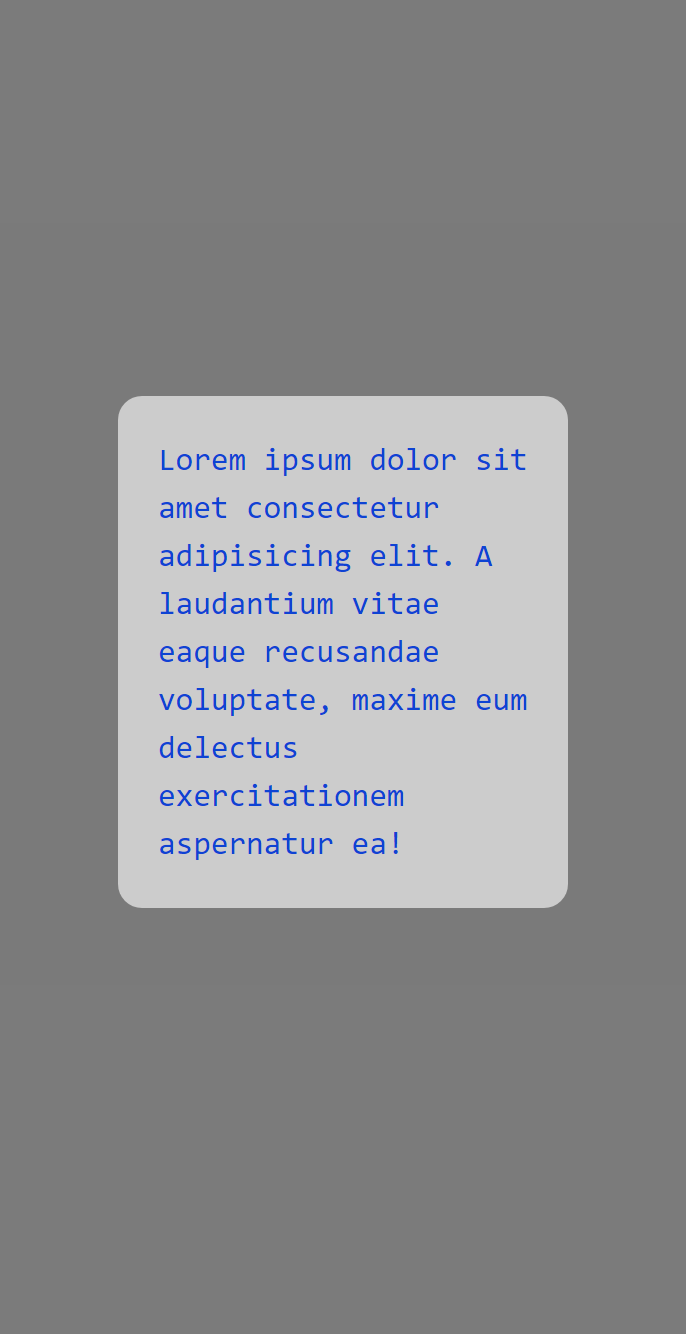 Lorem ipsum dolor sit
amet consectetur
adipisicing elit. A
laudantium vitae
eaque recusandae
voluptate, maxime eum
delectus
exercitationem
aspernatur ea!